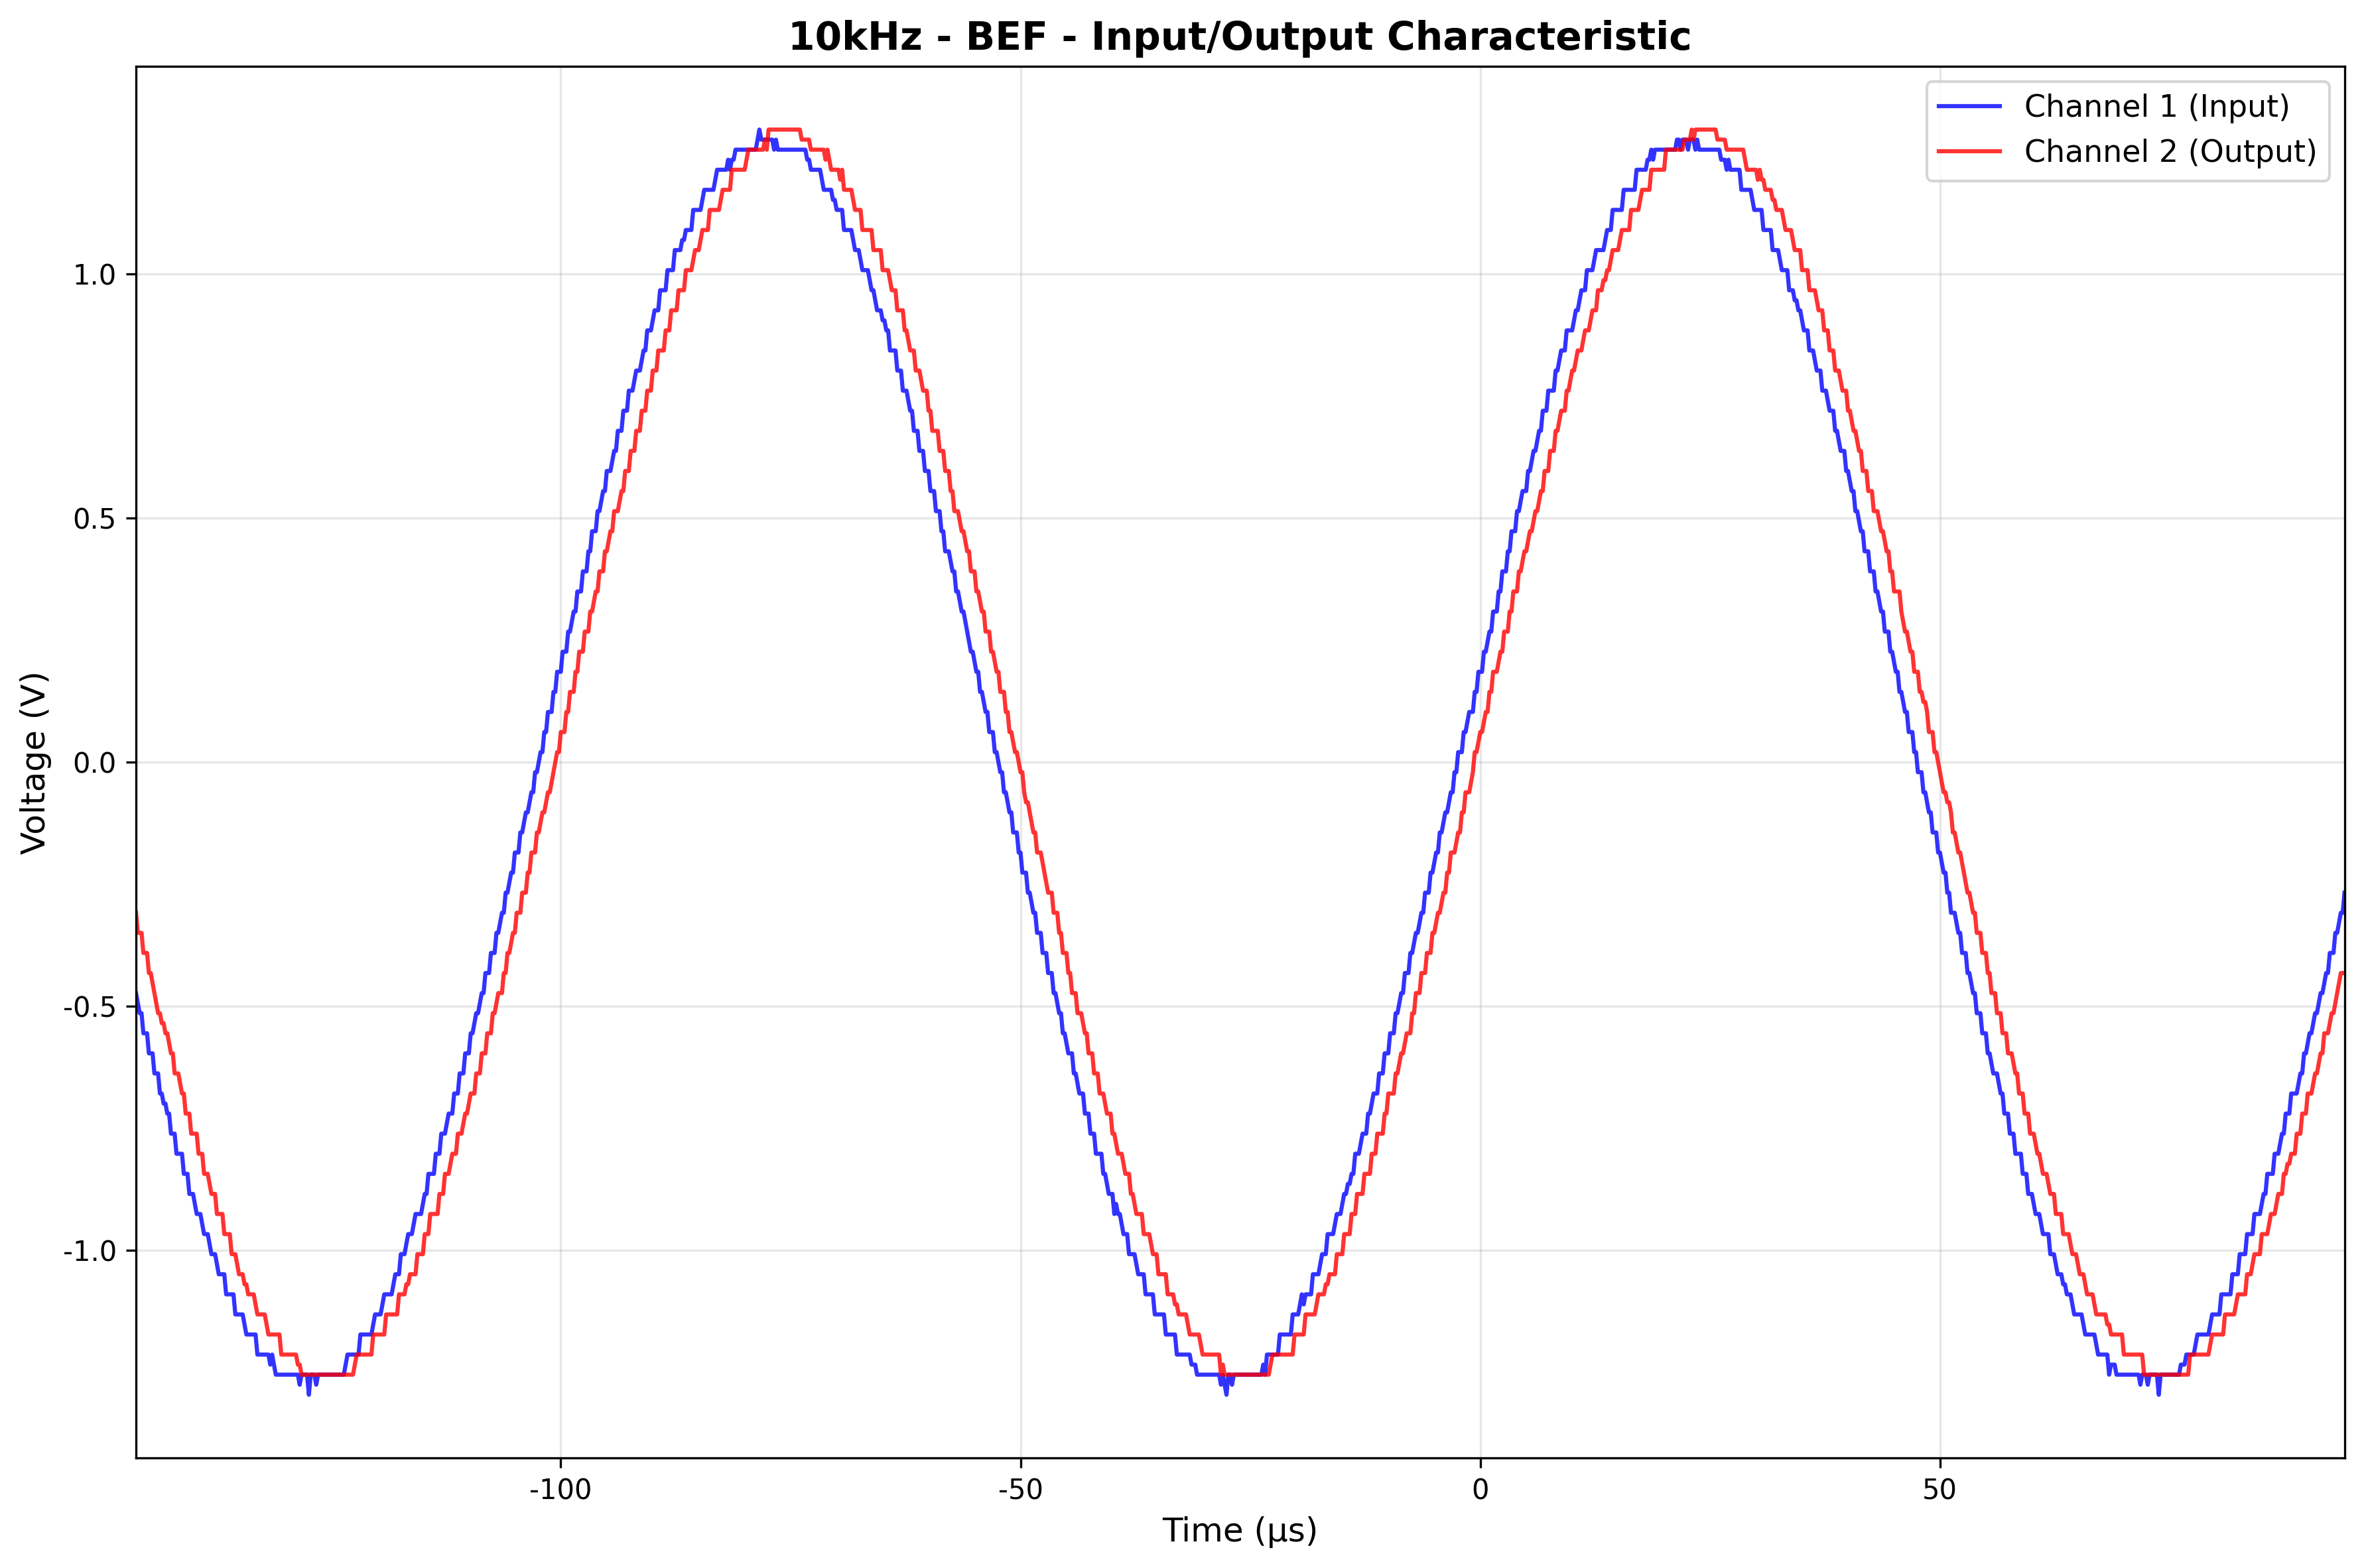 10kHz - BEF - Input/Output Characteristic
Channel 1 (Input)
Channel 2 (Output)
1.0
0.5
0.0
-0.5
-1.0
Voltage (V)
-100
-50
0
50
Time (µs)